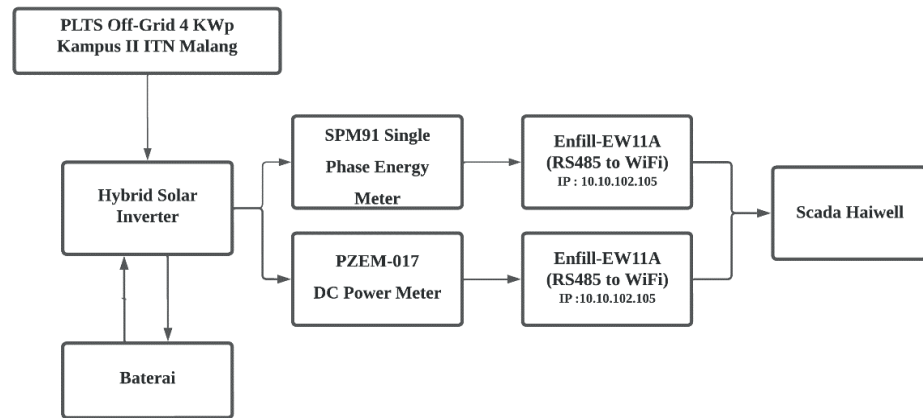 PLTS Off-Grid 4 KWp
Kampus II ITN Malang
SPM91 Single
Phase Energy
Meter
Enfill-EW11A
(RS485 to WiFi)
IP : 10.10.102.105
Hybrid Solar
Inverter
Scada Haiwell
PZEM-017
DC Power Meter
Enfill-EW11A
(RS485 to WiFi)
IP :10.10.102.105
Baterai